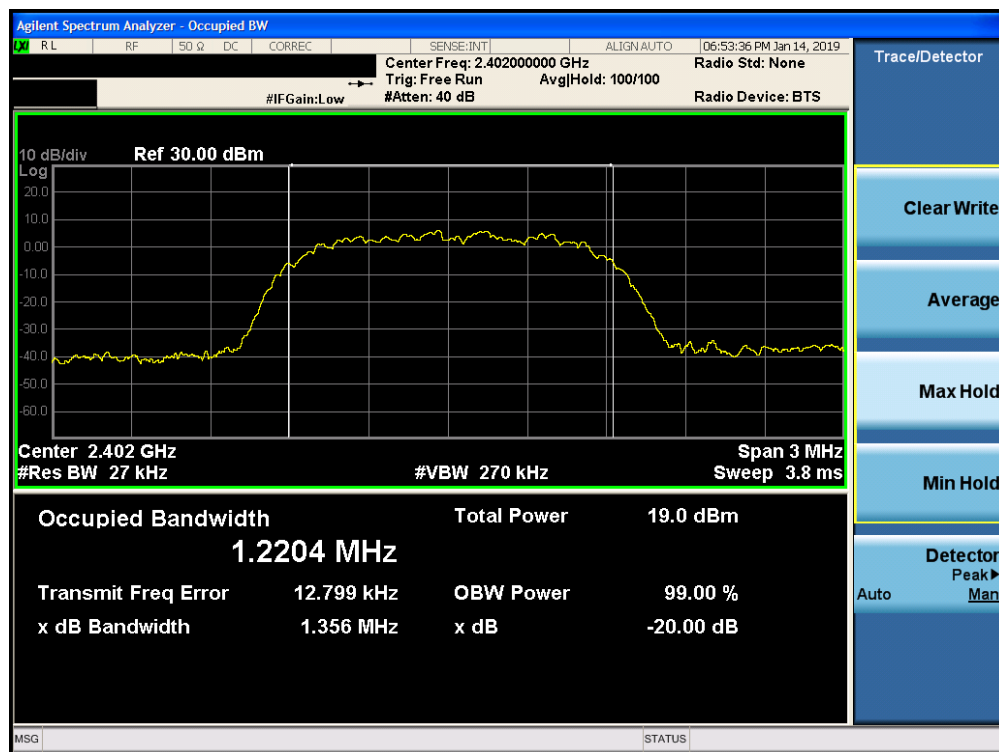 Agilent Spectrum Analyzer - Occupied BW
LXI RL RF 50 Ω DC CORREC SENSE:INT ALIGN AUTO 06:53:36 PM Jan 14, 2019
Center Freq: 2.402000000 GHz Radio Std: None
Trig: Free Run Avg|Hold: 100/100
#IFGain:Low #Atten: 40 dB Radio Device: BTS
10 dB/div Ref 30.00 dBm
Log
20.0
10.0
0.00
-10.0
-20.0
-30.0
-40.0
-50.0
-60.0
Center 2.402 GHz Span 3 MHz
#Res BW 27 kHz #VBW 270 kHz Sweep 3.8 ms
Occupied Bandwidth Total Power 19.0 dBm
1.2204 MHz
Transmit Freq Error 12.799 kHz OBW Power 99.00 %
x dB Bandwidth 1.356 MHz x dB -20.00 dB
MSG STATUS
Trace/Detector
Clear Write
Average
Max Hold
Min Hold
Detector
Peak▶
Auto Man